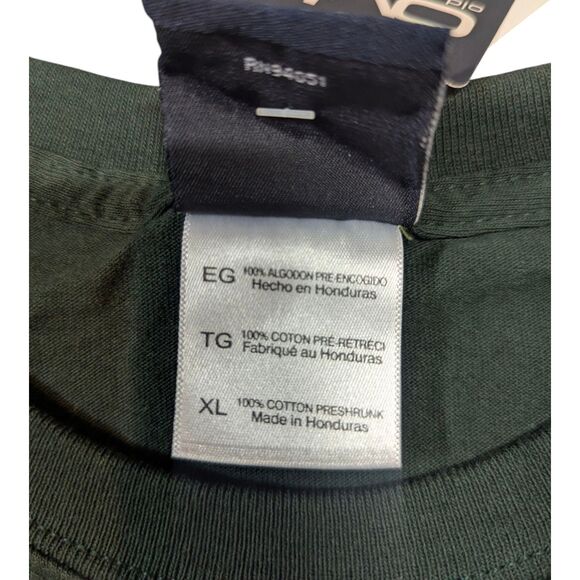 RN94051
EG 100% ALGODON PRE-ENCOGIDO
Hecho en Honduras
TG 100% COTON PRÉ-RÉTRÉCI
Fabriqué au Honduras
XL 100% COTTON PRESHRUNK
Made in Honduras